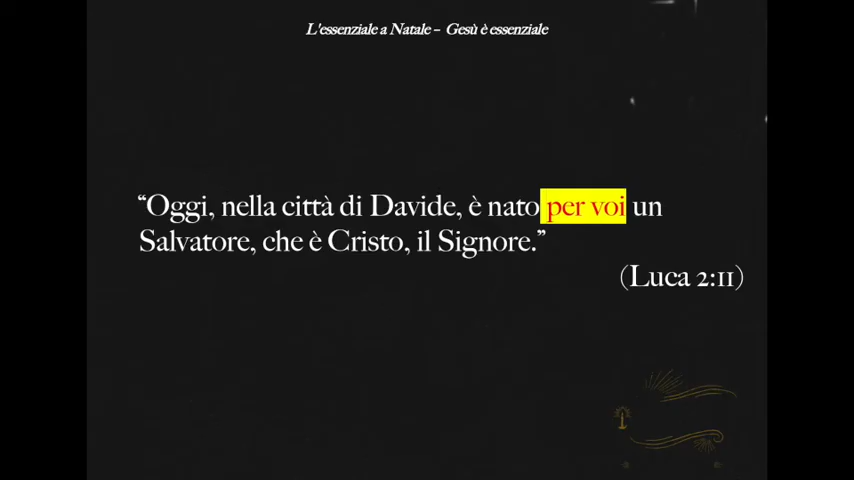 L'essenziale a Natale – Gesù è essenziale
“Oggi, nella città di Davide, è nato per voi un
Salvatore, che è Cristo, il Signore.”
(Luca 2:11)